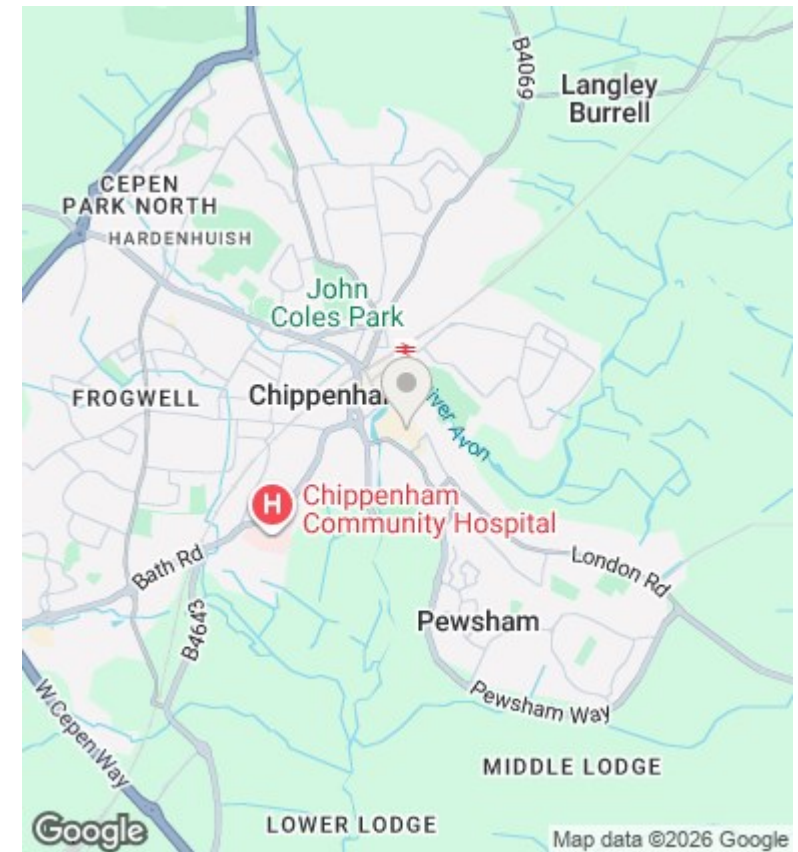 B4069
Langley
Burrell
CEPEN
PARK NORTH
HARDENHUISH
John
Coles Park
FROGWELL
River Avon
H
Chippenham
Community Hospital
Bath Rd
London Rd
B4643
Pewsham
Pewsham Way
W Cepen Way
MIDDLE LODGE
LOWER LODGE
Google
Map data ©2026 Google